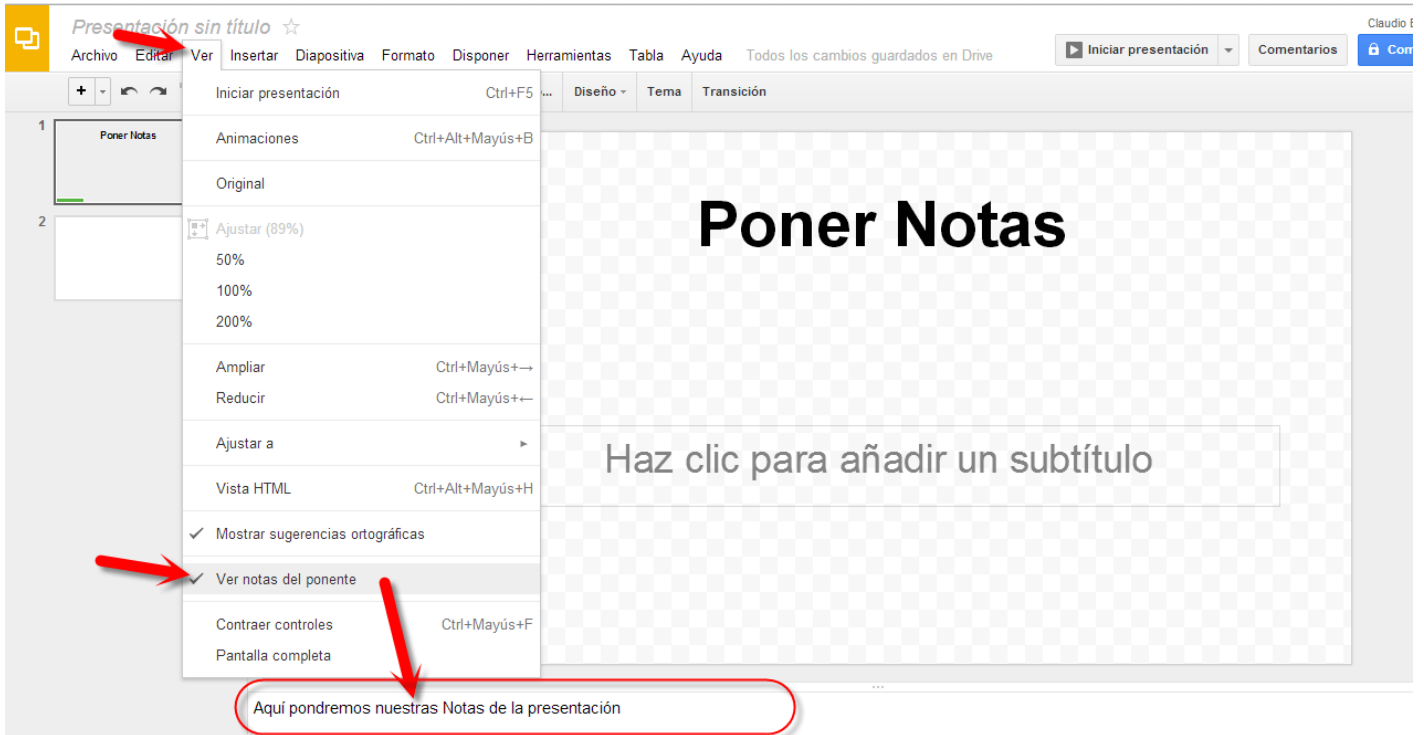 Presentación sin título
Claudio
Archivo Editar Ver Insertar Diapositiva Formato Disponer Herramientas Tabla Ayuda Todos los cambios guardados en Drive
Iniciar presentación
Comentarios
Com
Iniciar presentación Ctrl+F5
... Diseño Tema Transición
Animaciones Ctrl+Alt+Mayús+B
Original
Ajustar (89%)
50%
100%
200%
Ampliar Ctrl+Mayús+→
Reducir Ctrl+Mayús+←
Ajustar a
Vista HTML Ctrl+Alt+Mayús+H
Mostrar sugerencias ortográficas
Ver notas del ponente
Contraer controles Ctrl+Mayús+F
Pantalla completa
1
Poner Notas
2
Poner Notas
Haz clic para añadir un subtítulo
Aquí pondremos nuestras Notas de la presentación